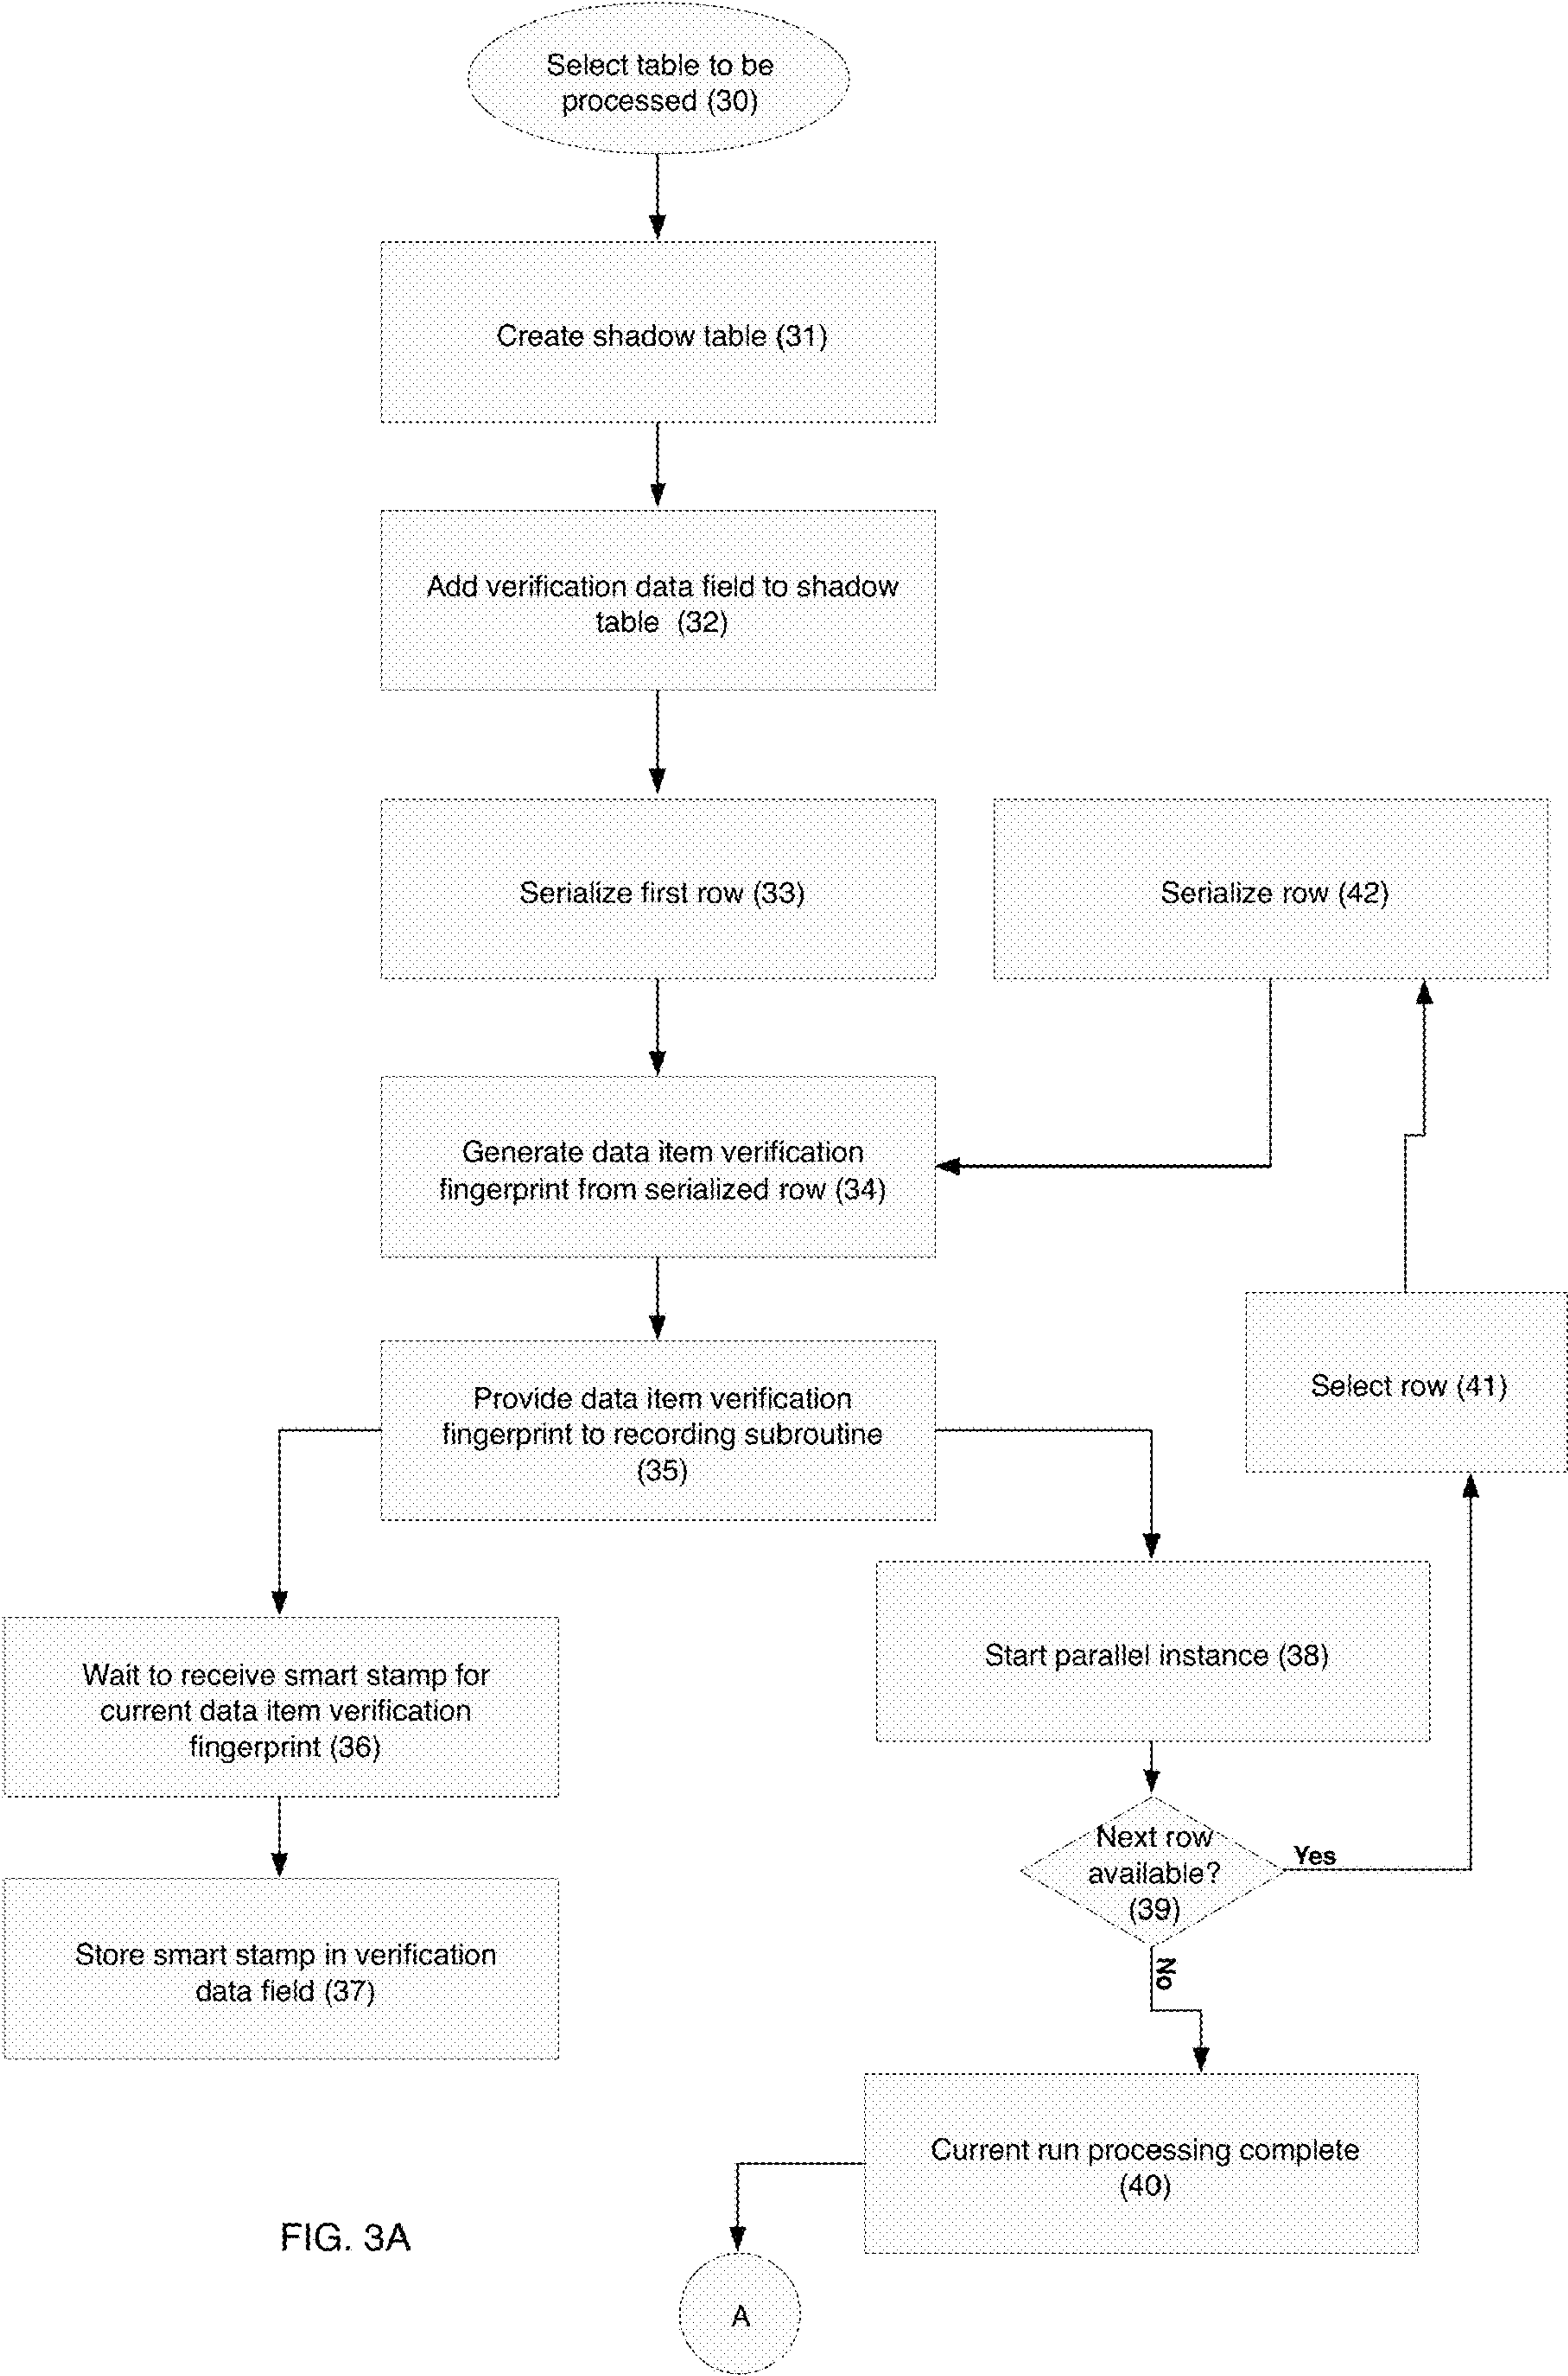 Select table to be
processed (30)
Create shadow table (31)
Add verification data field to shadow
table (32)
Serialize first row (33)
Serialize row (42)
Generate data item verification
fingerprint from serialized row (34)
Provide data item verification
fingerprint to recording subroutine
(35)
Select row (41)
Wait to receive smart stamp for
current data item verification
fingerprint (36)
Start parallel instance (38)
Next row
available?
(39)
Yes
No
Store smart stamp in verification
data field (37)
Current run processing complete
(40)
FIG. 3A
A